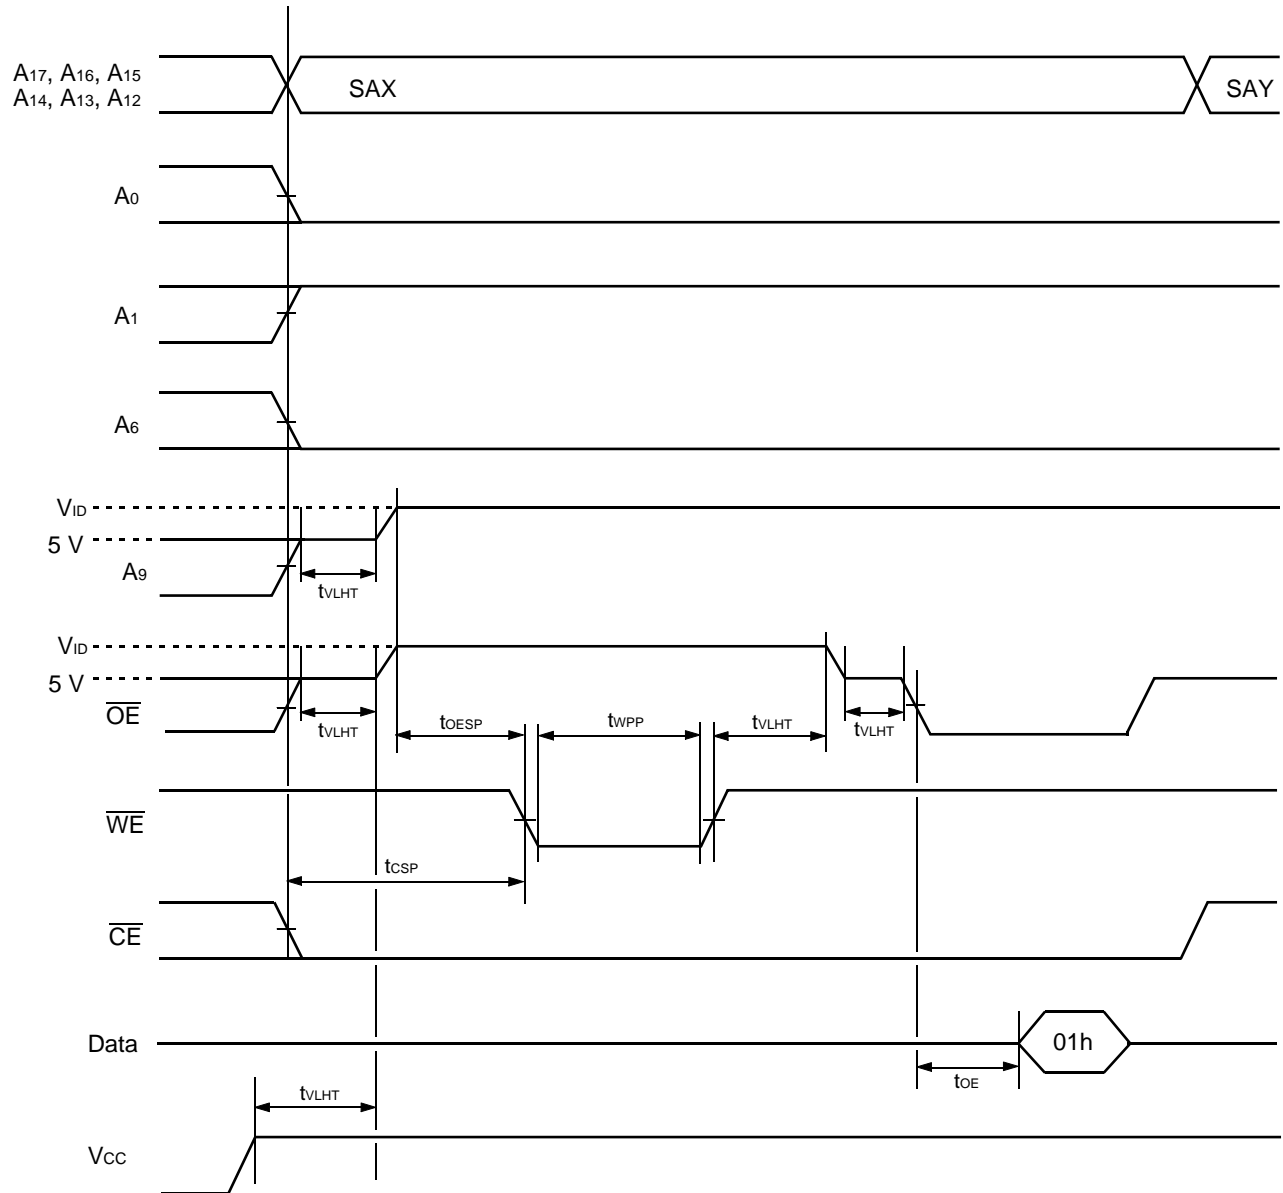 A17, A16, A15
A14, A13, A12
SAX
SAY
A0
A1
A6
VID
5 V
A9
tVLHT
VID
5 V
OE
tVLHT
tOESP
tWPP
tVLHT
tVLHT
WE
tCSP
CE
Data
01h
tOE
tVLHT
VCC